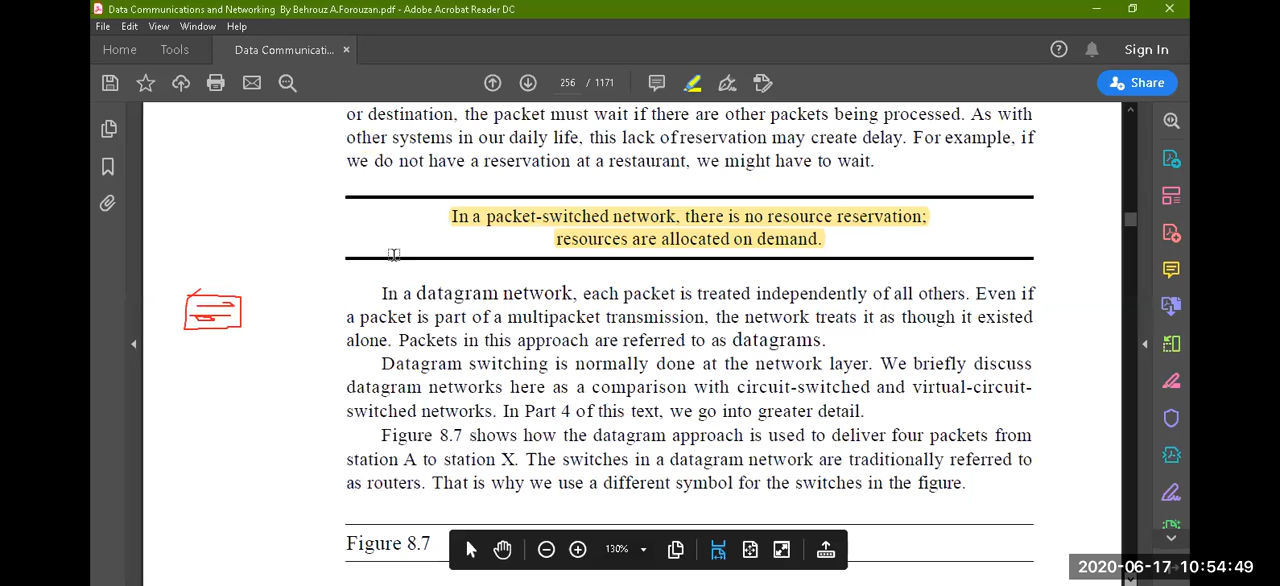 Data Communications and Networking By Behrouz A.Forouzan.pdf - Adobe Acrobat Reader DC
File Edit View Window Help
Home Tools Data Communicati... × Sign In
256 / 1171 Share
or destination, the packet must wait if there are other packets being processed. As with
other systems in our daily life, this lack of reservation may create delay. For example, if
we do not have a reservation at a restaurant, we might have to wait.
In a packet-switched network, there is no resource reservation;
resources are allocated on demand.
In a datagram network, each packet is treated independently of all others. Even if
a packet is part of a multipacket transmission, the network treats it as though it existed
alone. Packets in this approach are referred to as datagrams.
Datagram switching is normally done at the network layer. We briefly discuss
datagram networks here as a comparison with circuit-switched and virtual-circuit-
switched networks. In Part 4 of this text, we go into greater detail.
Figure 8.7 shows how the datagram approach is used to deliver four packets from
station A to station X. The switches in a datagram network are traditionally referred to
as routers. That is why we use a different symbol for the switches in the figure.
Figure 8.7
130%
2020-06-17 10:54:49